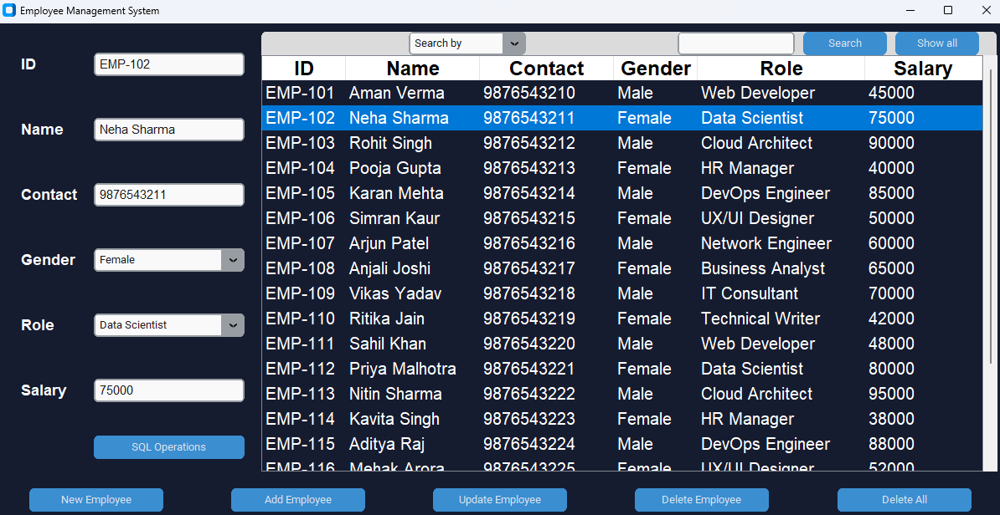 Employee Management System
Search by Search Show all
ID EMP-102
Name Neha Sharma
Contact 9876543211
Gender Female
Role Data Scientist
Salary 75000
SQL Operations
ID Name Contact Gender Role Salary
EMP-101 Aman Verma 9876543210 Male Web Developer 45000
EMP-102 Neha Sharma 9876543211 Female Data Scientist 75000
EMP-103 Rohit Singh 9876543212 Male Cloud Architect 90000
EMP-104 Pooja Gupta 9876543213 Female HR Manager 40000
EMP-105 Karan Mehta 9876543214 Male DevOps Engineer 85000
EMP-106 Simran Kaur 9876543215 Female UX/UI Designer 50000
EMP-107 Arjun Patel 9876543216 Male Network Engineer 60000
EMP-108 Anjali Joshi 9876543217 Female Business Analyst 65000
EMP-109 Vikas Yadav 9876543218 Male IT Consultant 70000
EMP-110 Ritika Jain 9876543219 Female Technical Writer 42000
EMP-111 Sahil Khan 9876543220 Male Web Developer 48000
EMP-112 Priya Malhotra 9876543221 Female Data Scientist 80000
EMP-113 Nitin Sharma 9876543222 Male Cloud Architect 95000
EMP-114 Kavita Singh 9876543223 Female HR Manager 38000
EMP-115 Aditya Raj 9876543224 Male DevOps Engineer 88000
EMP-116 Mehak Arora 9876543225 Female UX/UI Designer 52000
New Employee Add Employee Update Employee Delete Employee Delete All